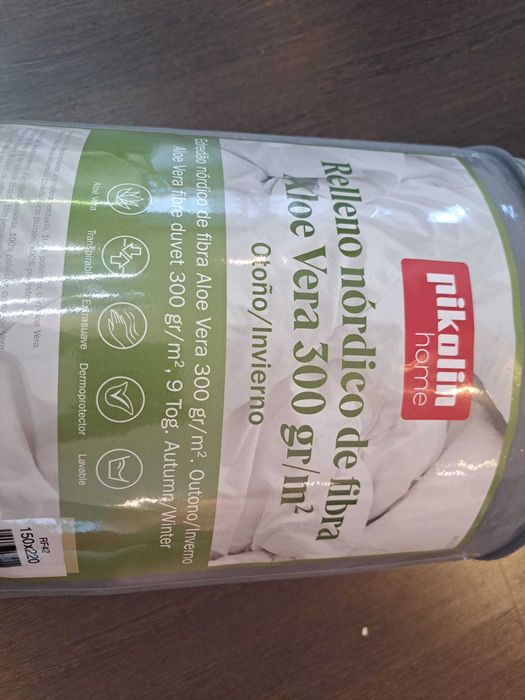 pikolin
home
Relleno nórdico de fibra
Aloe Vera 300 gr/m²
Otoño/Invierno
Edredão nórdico de fibra Aloe Vera 300 gr/m². Outono/Inverno
Aloe Vera fibre duvet 300 gr/m², 9 Tog. Autumn/Winter
Aloe Vera
Transpirable
Extrasuave
Dermoprotector
Lavable
RF42
150x220